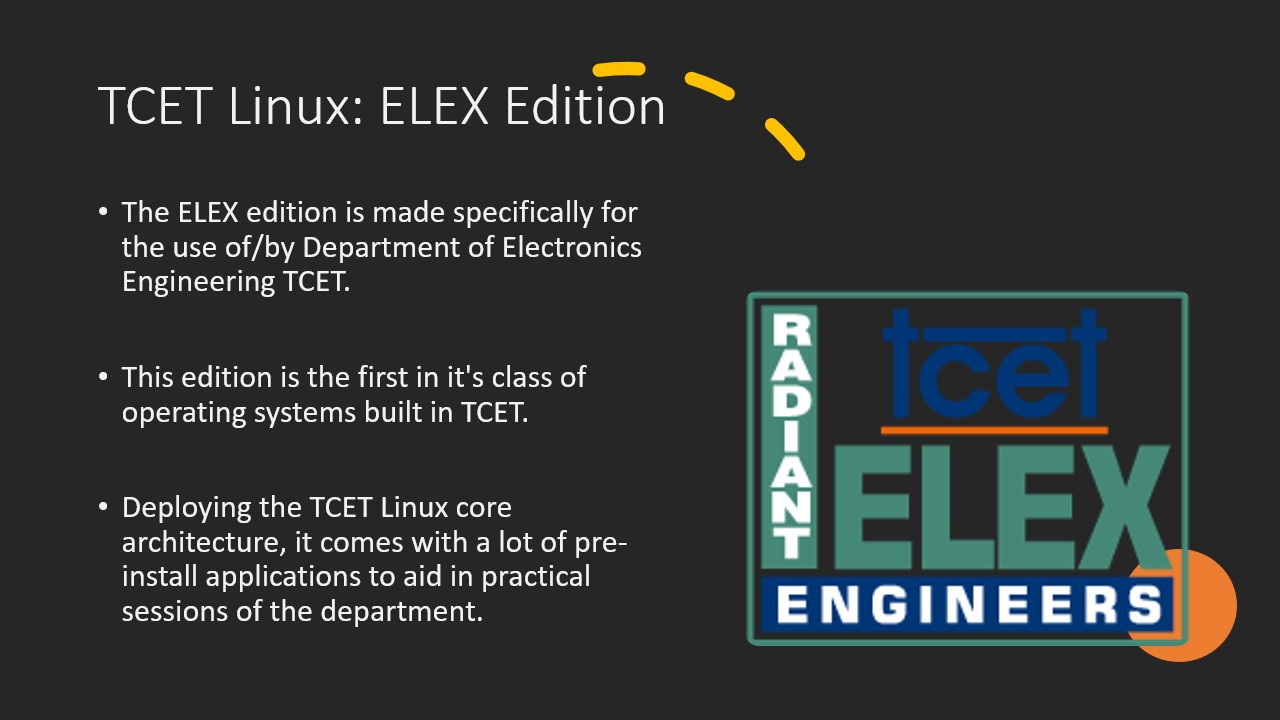 TCET Linux: ELEX Edition
• The ELEX edition is made specifically for
the use of/by Department of Electronics
Engineering TCET.
• This edition is the first in it's class of
operating systems built in TCET.
• Deploying the TCET Linux core
architecture, it comes with a lot of pre-
install applications to aid in practical
sessions of the department.
RADIANT
tcet
ELEX
ENGINEERS